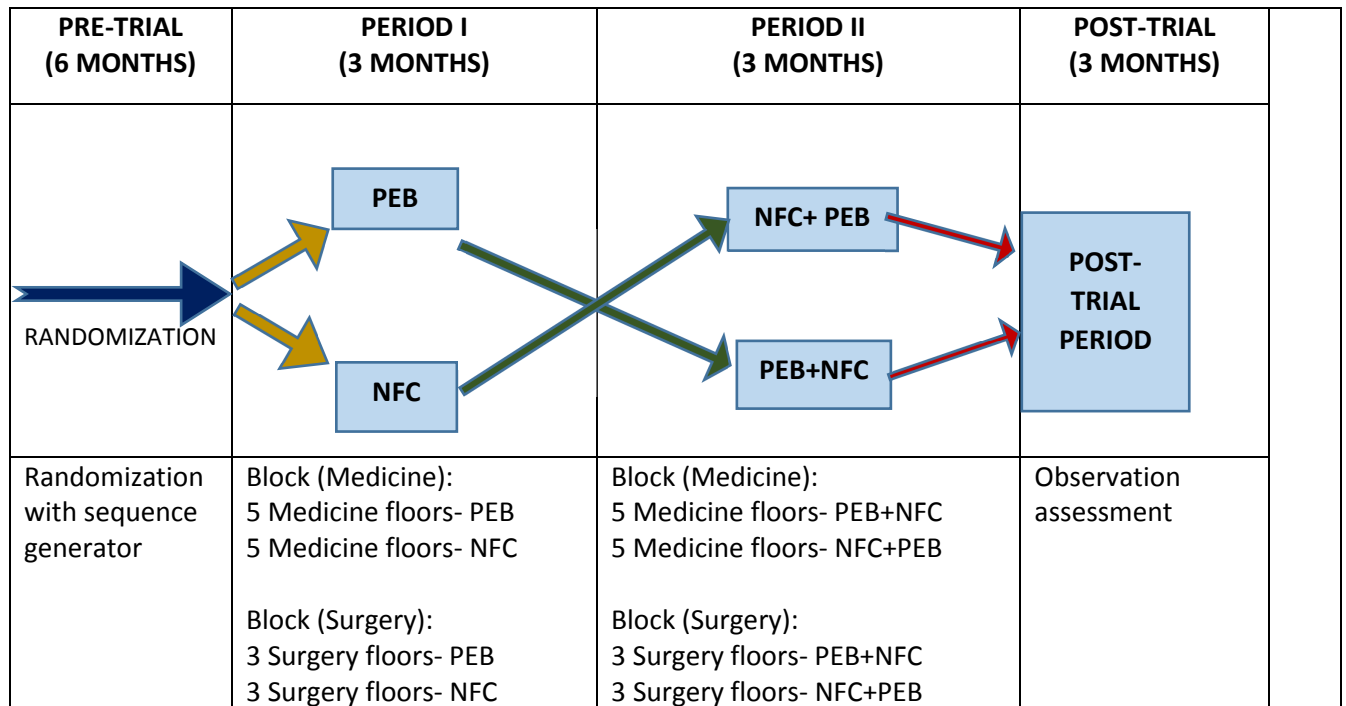 PRE-TRIAL
(6 MONTHS)
PERIOD I
(3 MONTHS)
PERIOD II
(3 MONTHS)
POST-TRIAL
(3 MONTHS)
RANDOMIZATION
PEB
NFC
NFC+ PEB
PEB+NFC
POST-
TRIAL
PERIOD
Randomization
with sequence
generator
Block (Medicine):
5 Medicine floors- PEB
5 Medicine floors- NFC
Block (Surgery):
3 Surgery floors- PEB
3 Surgery floors- NFC
Block (Medicine):
5 Medicine floors- PEB+NFC
5 Medicine floors- NFC+PEB
Block (Surgery):
3 Surgery floors- PEB+NFC
3 Surgery floors- NFC+PEB
Observation
assessment